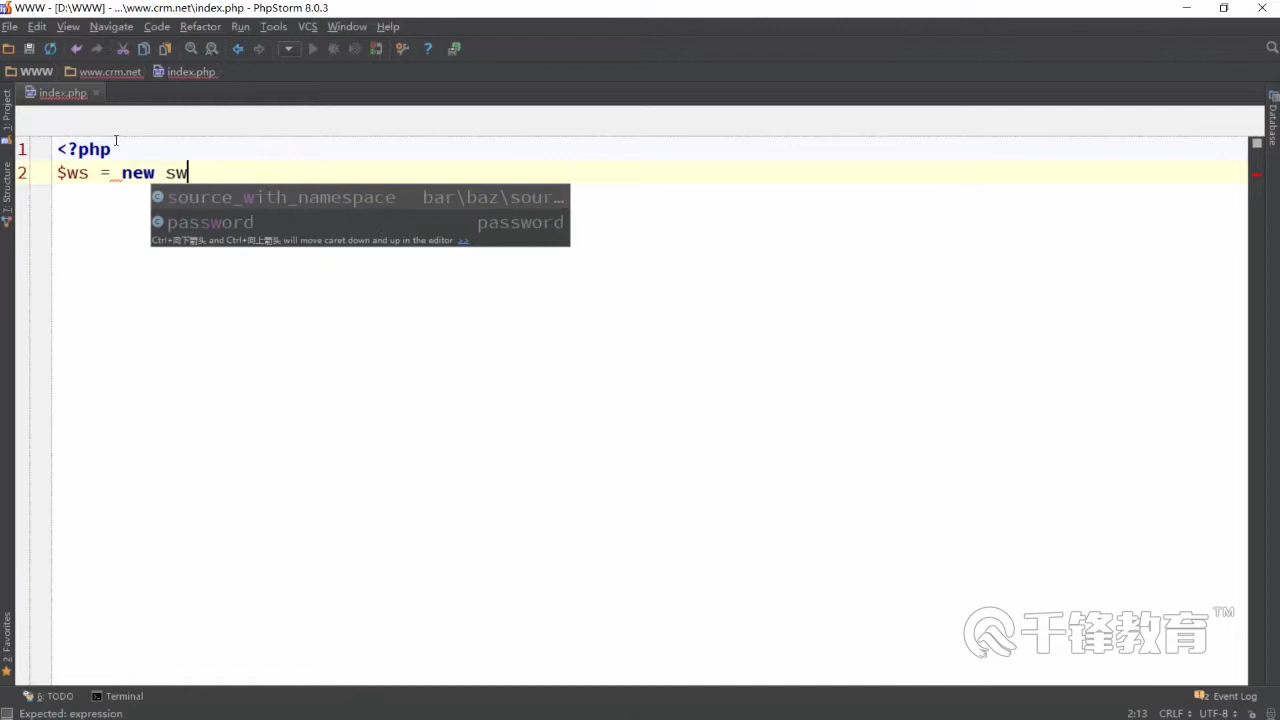 WWW - [D:\WWW] - ...\www.crm.net\index.php - PhpStorm 8.0.3
File Edit View Navigate Code Refactor Run Tools VCS Window Help
WWW www.crm.net index.php
index.php
1: Project
7: Structure
2: Favorites
Database
1 <?php
2 $ws = new sw
source_with_namespace bar\baz\sour...
password password
Ctrl+向下箭头 and Ctrl+向上箭头 will move caret down and up in the editor >>
千锋教育 TM
6: TODO Terminal Event Log
Expected: expression 2:13 CRLF UTF-8